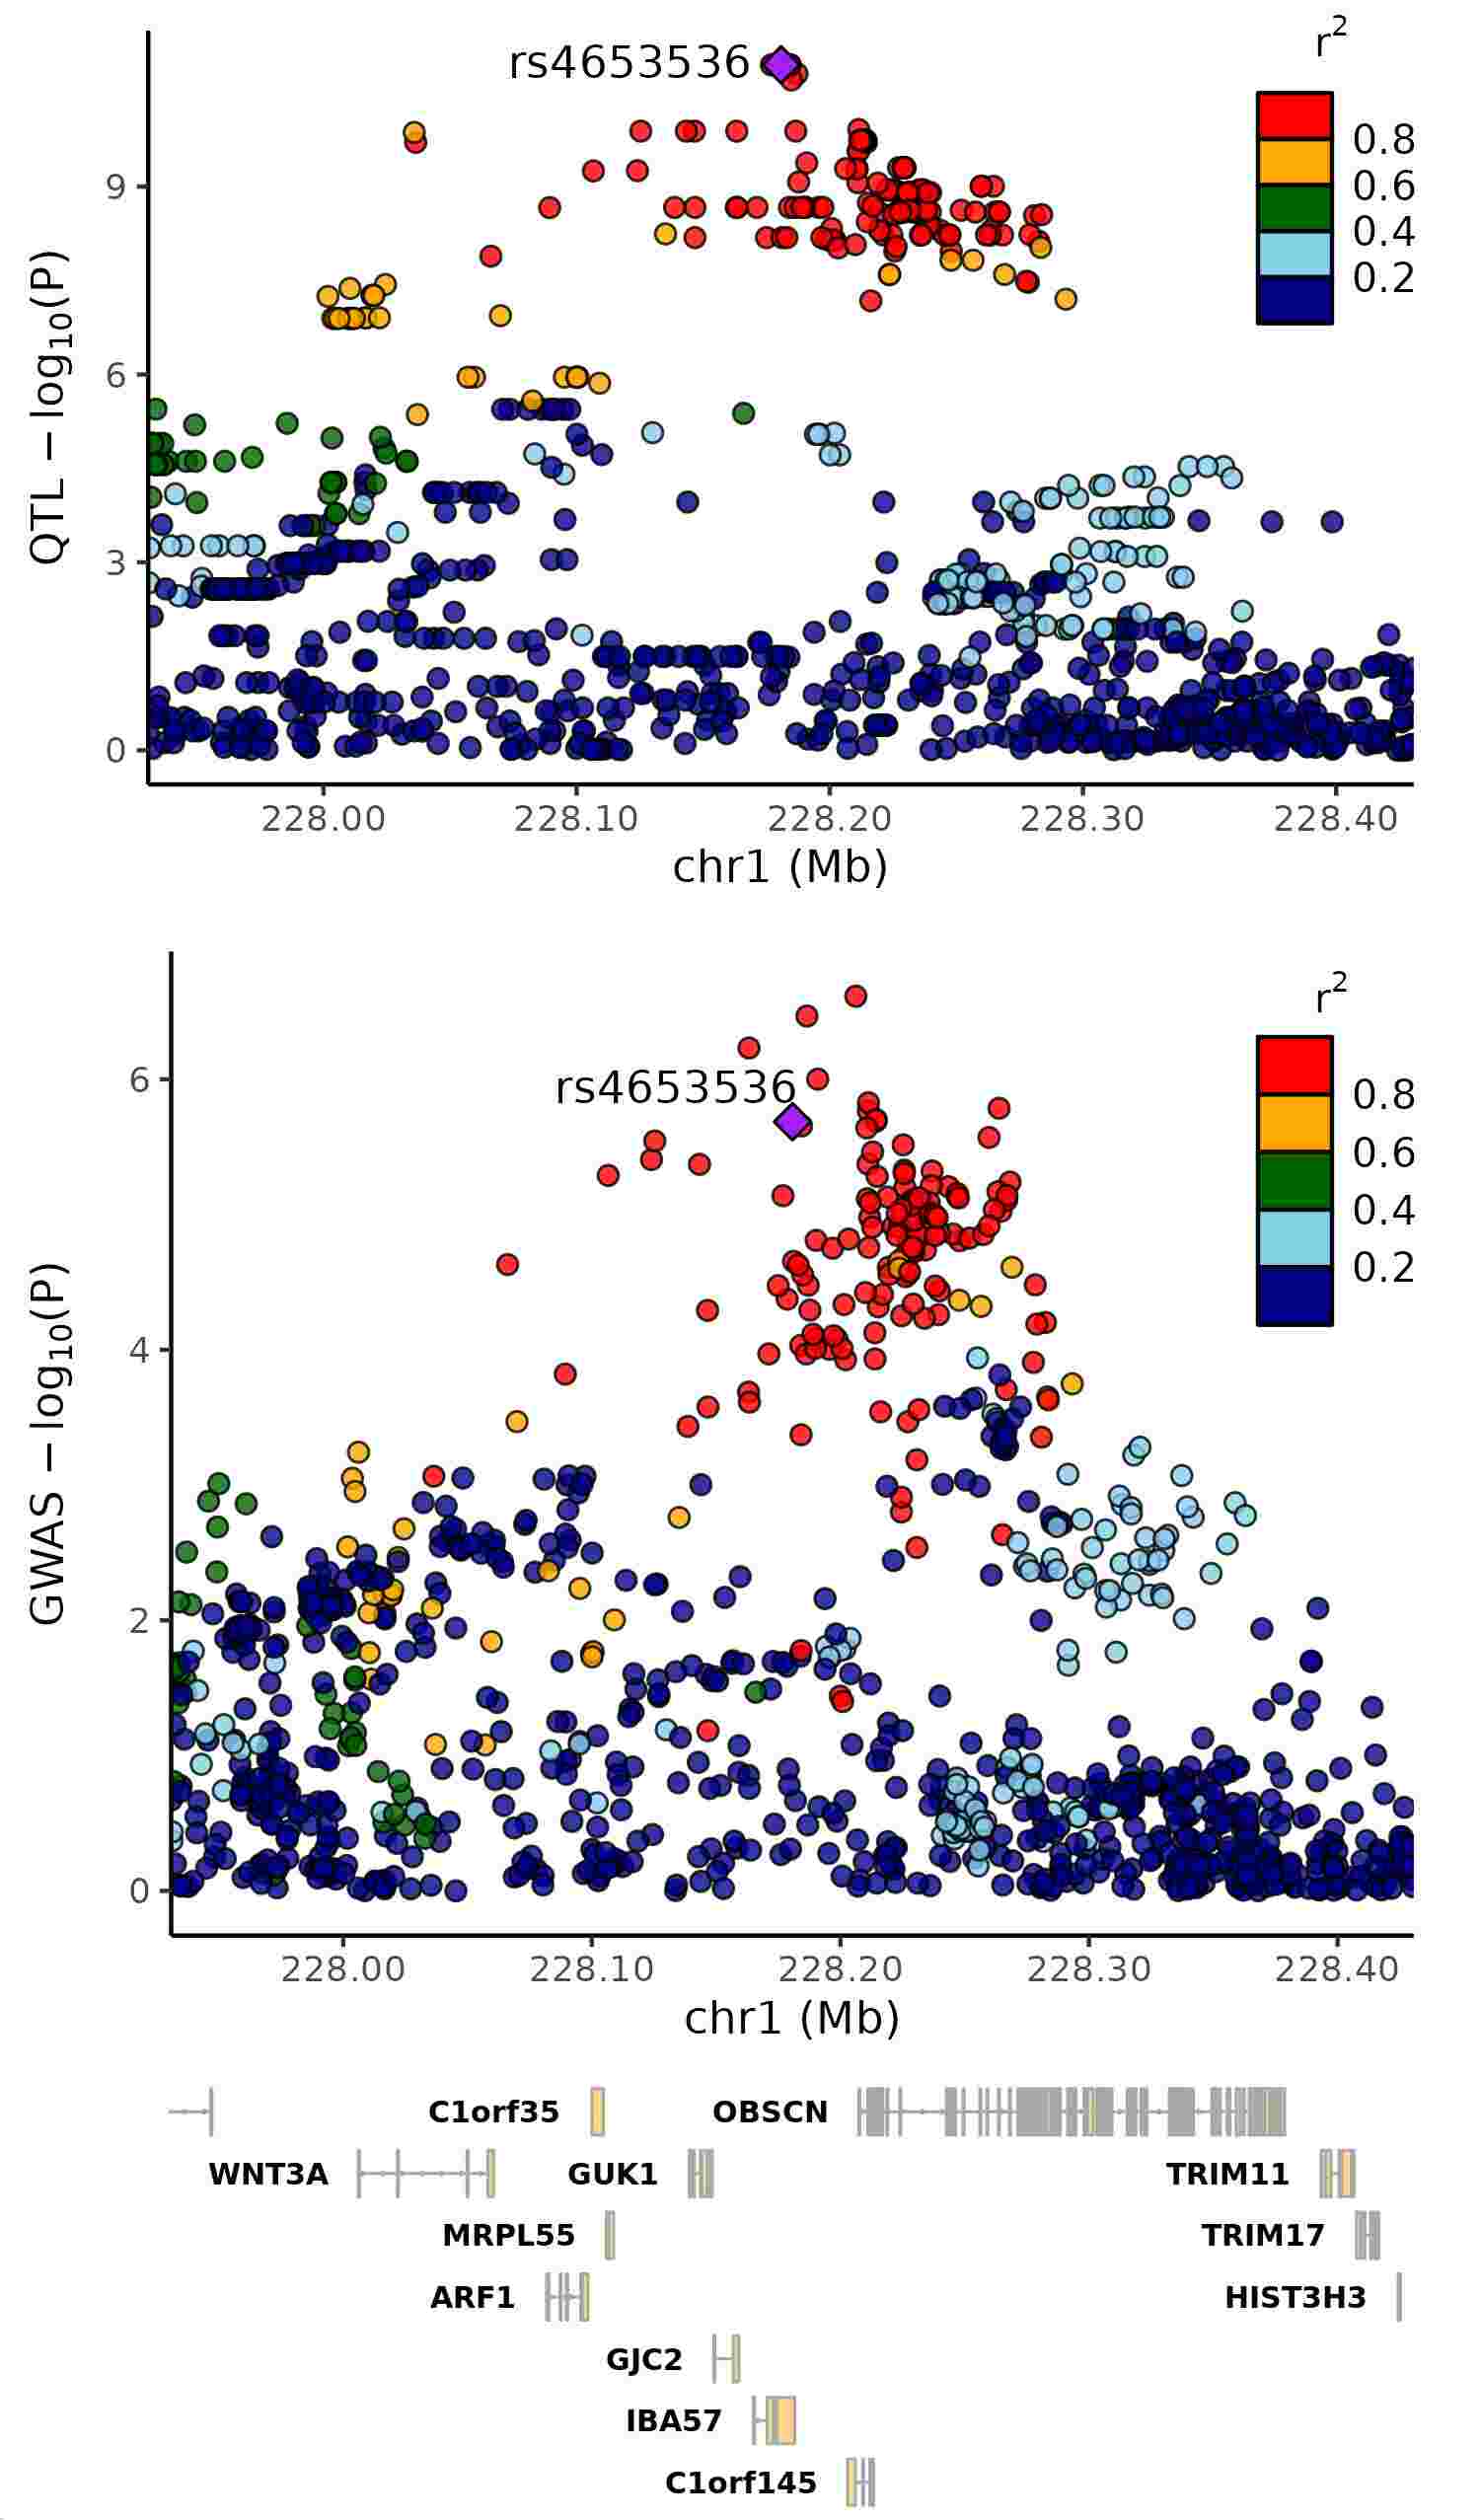 r²
rs4653536
0.8
0.6
0.4
0.2
9
6
3
0
QTL −log₁₀(P)
228.00 228.10 228.20 228.30 228.40
chr1 (Mb)
r²
rs4653536
0.8
0.6
0.4
0.2
6
4
2
0
GWAS −log₁₀(P)
228.00 228.10 228.20 228.30 228.40
chr1 (Mb)
C1orf35 OBSCN
WNT3A GUK1 TRIM11
MRPL55 TRIM17
ARF1 HIST3H3
GJC2
IBA57
C1orf145